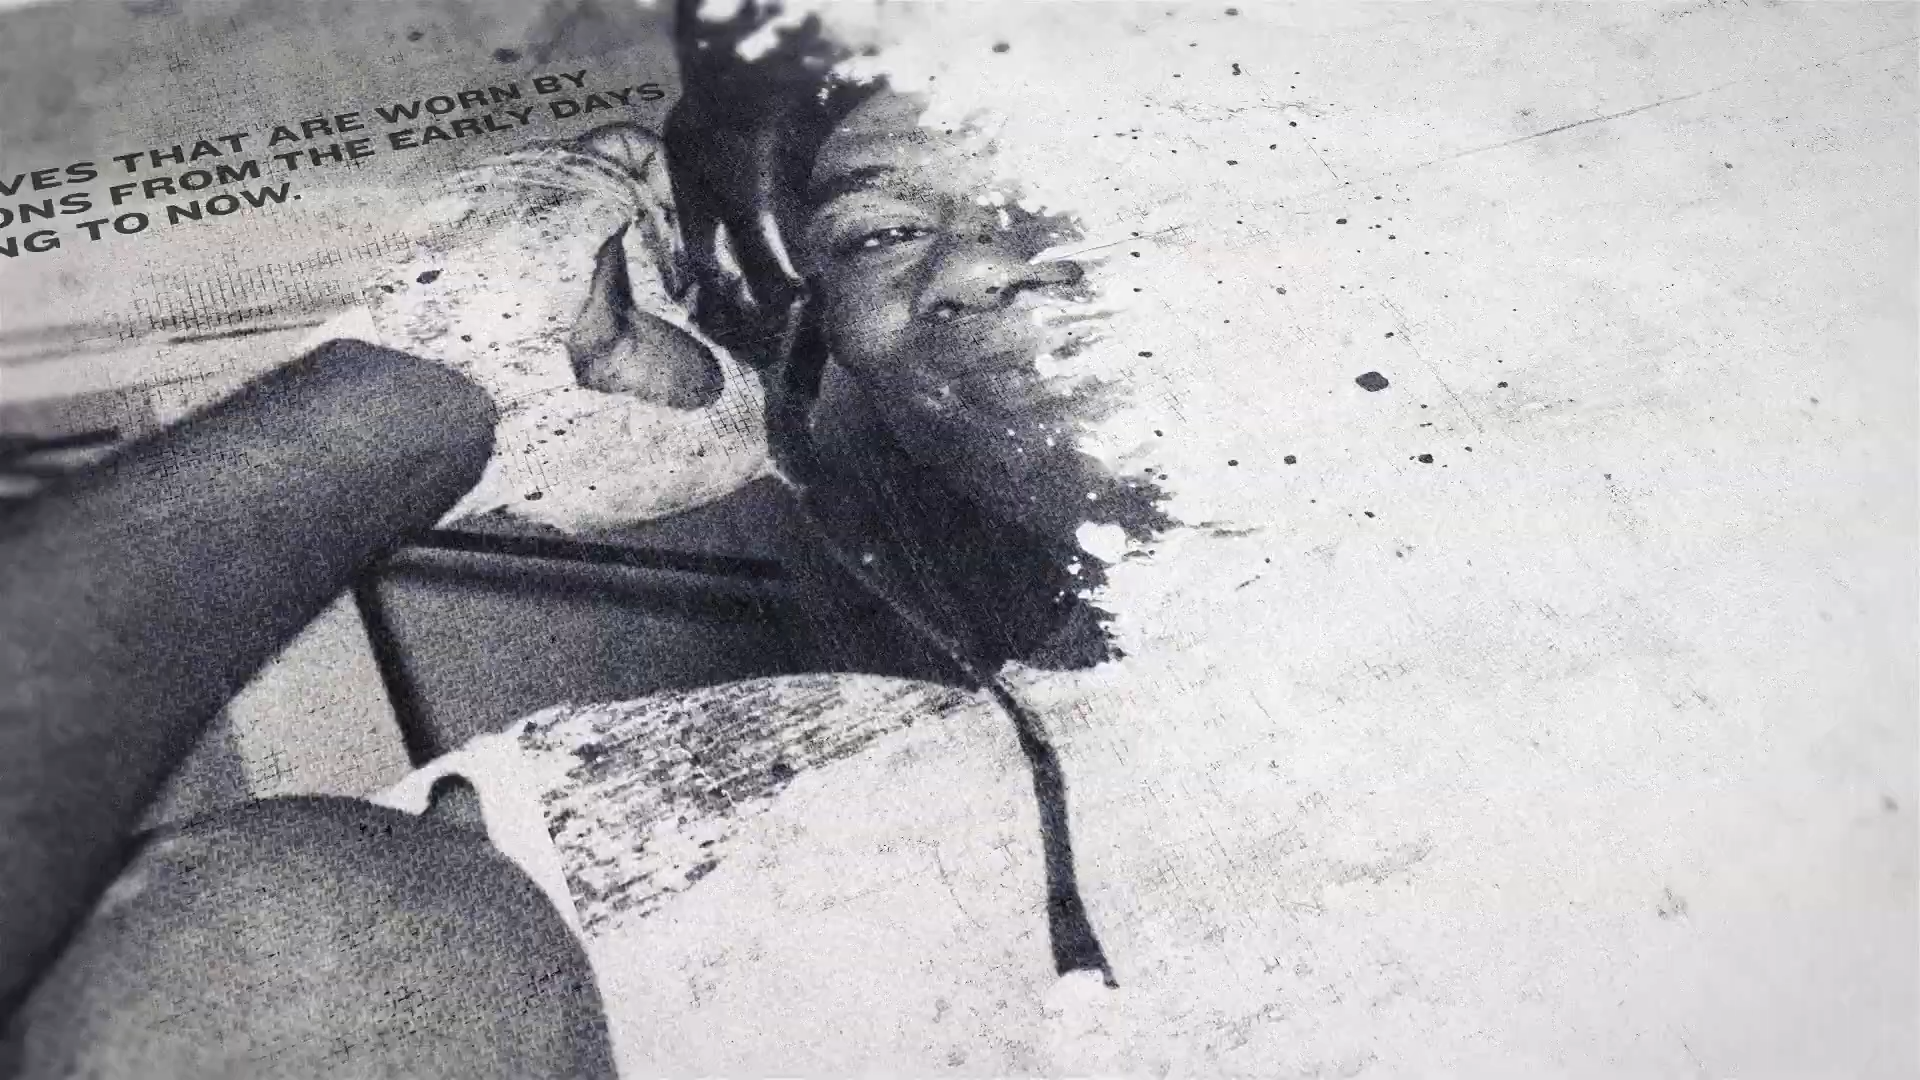 VES THAT ARE WORN BY
ONS FROM THE EARLY DAYS
NG TO NOW.